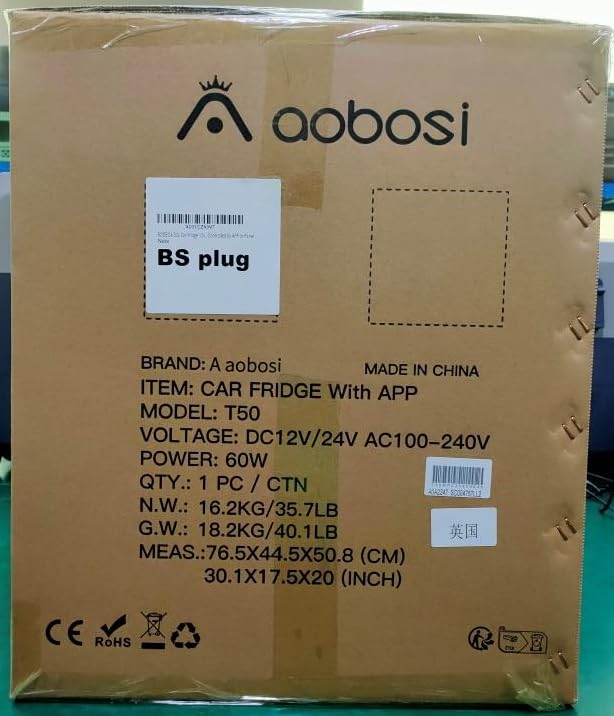 aobosi
New
BS plug
BRAND: A aobosi
MADE IN CHINA
ITEM: CAR FRIDGE With APP
MODEL: T50
VOLTAGE: DC12V/24V AC100-240V
POWER: 60W
QTY.: 1 PC / CTN
N.W.: 16.2KG/35.7LB
G.W.: 18.2KG/40.1LB
MEAS.:76.5X44.5X50.8 (CM)
30.1X17.5X20 (INCH)
英国
CE
RoHS